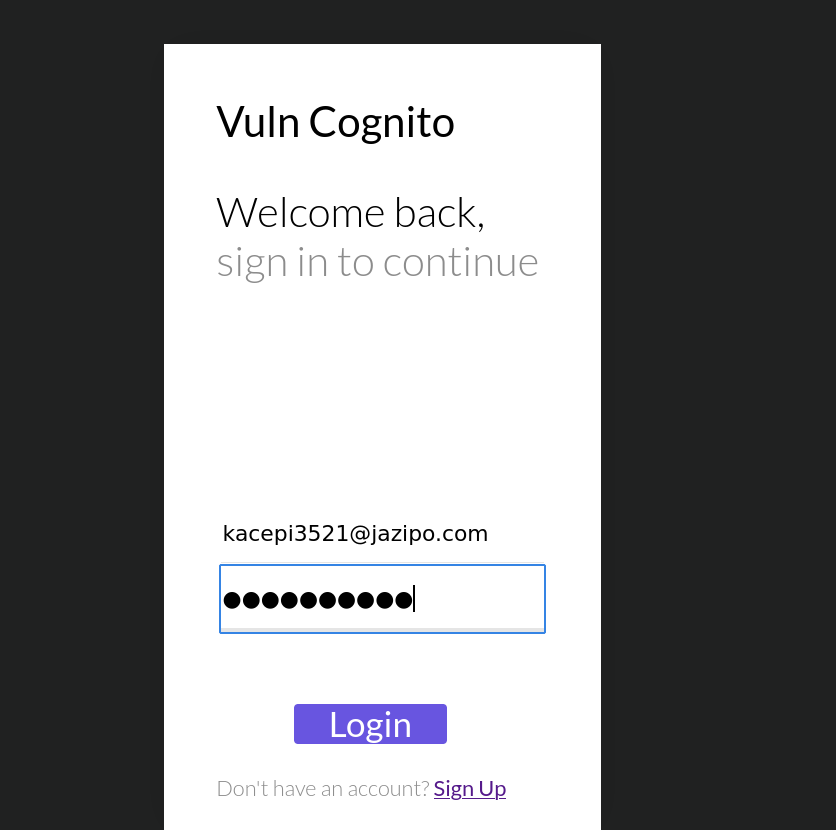 Vuln Cognito
Welcome back,
sign in to continue
kacepi3521@jazipo.com
●●●●●●●●●●
Login
Don't have an account? Sign Up